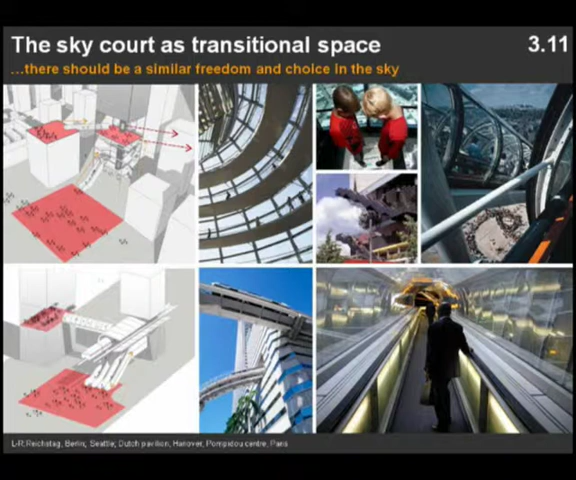 The sky court as transitional space
3.11
…there should be a similar freedom and choice in the sky
L-R; Reichstag, Berlin; Seattle; Dutch pavilion, Hanover, Pompidou centre, Paris